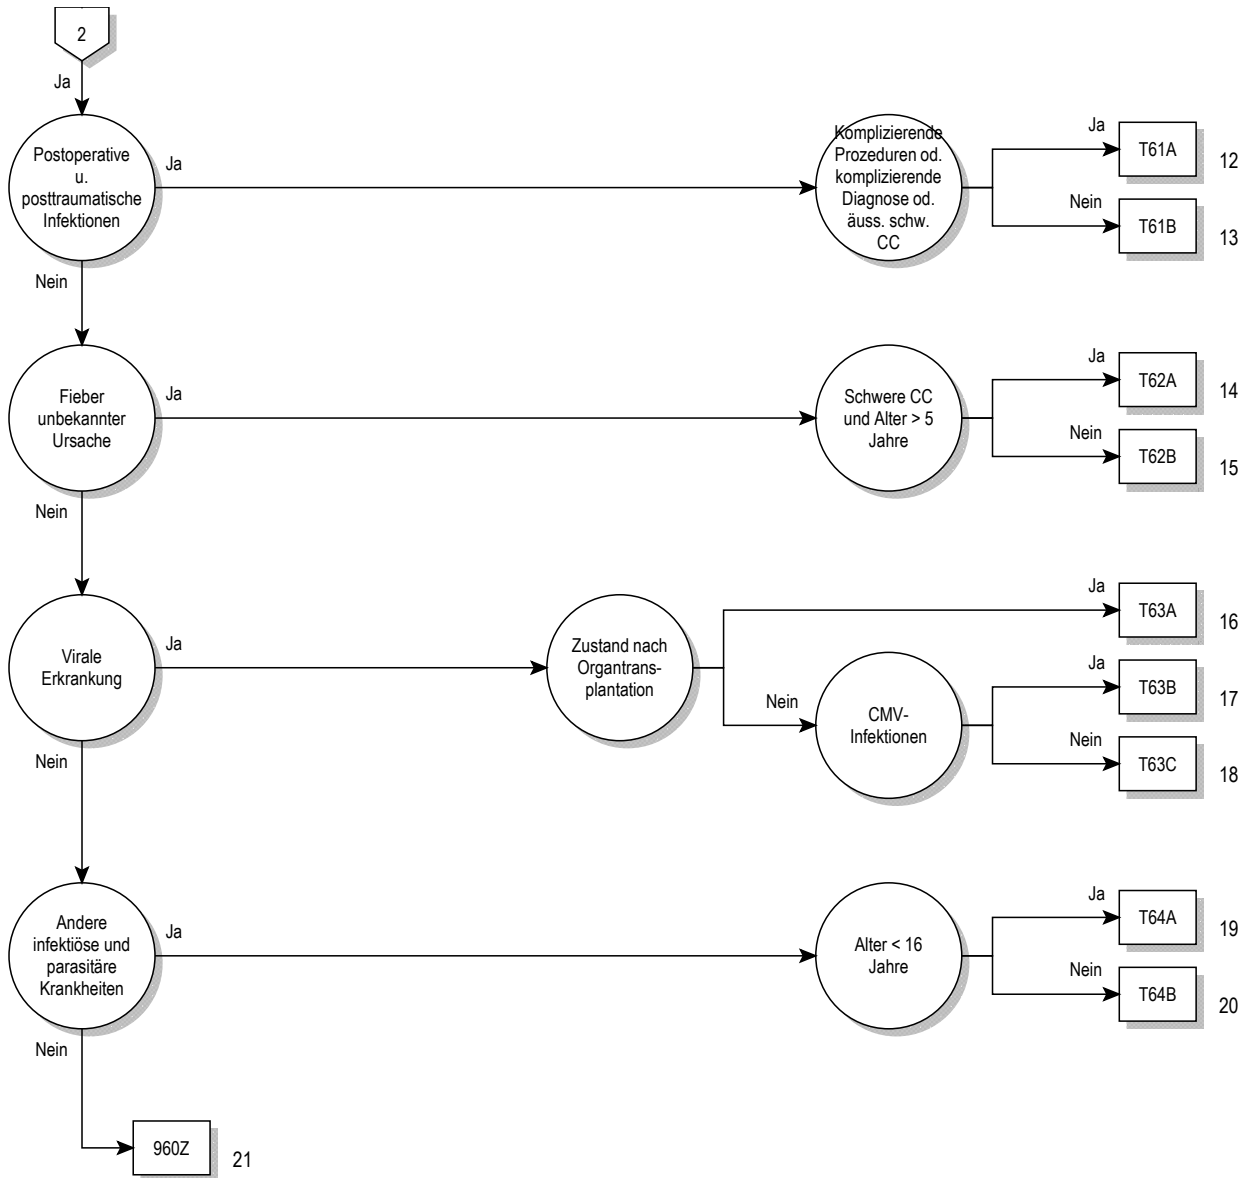 2
Ja
Postoperative
u.
posttraumatische
Infektionen
Ja
Komplizierende
Prozeduren od.
komplizierende
Diagnose od.
äuss. schw.
CC
Ja
T61A
12
Nein
T61B
13
Nein
Fieber
unbekannter
Ursache
Ja
Schwere CC
und Alter > 5
Jahre
Ja
T62A
14
Nein
T62B
15
Nein
Virale
Erkrankung
Ja
Zustand nach
Organtrans-
plantation
Ja
T63A
16
Nein
CMV-
Infektionen
Ja
T63B
17
Nein
T63C
18
Nein
Andere
infektiöse und
parasitäre
Krankheiten
Ja
Alter < 16
Jahre
Ja
T64A
19
Nein
T64B
20
Nein
960Z
21